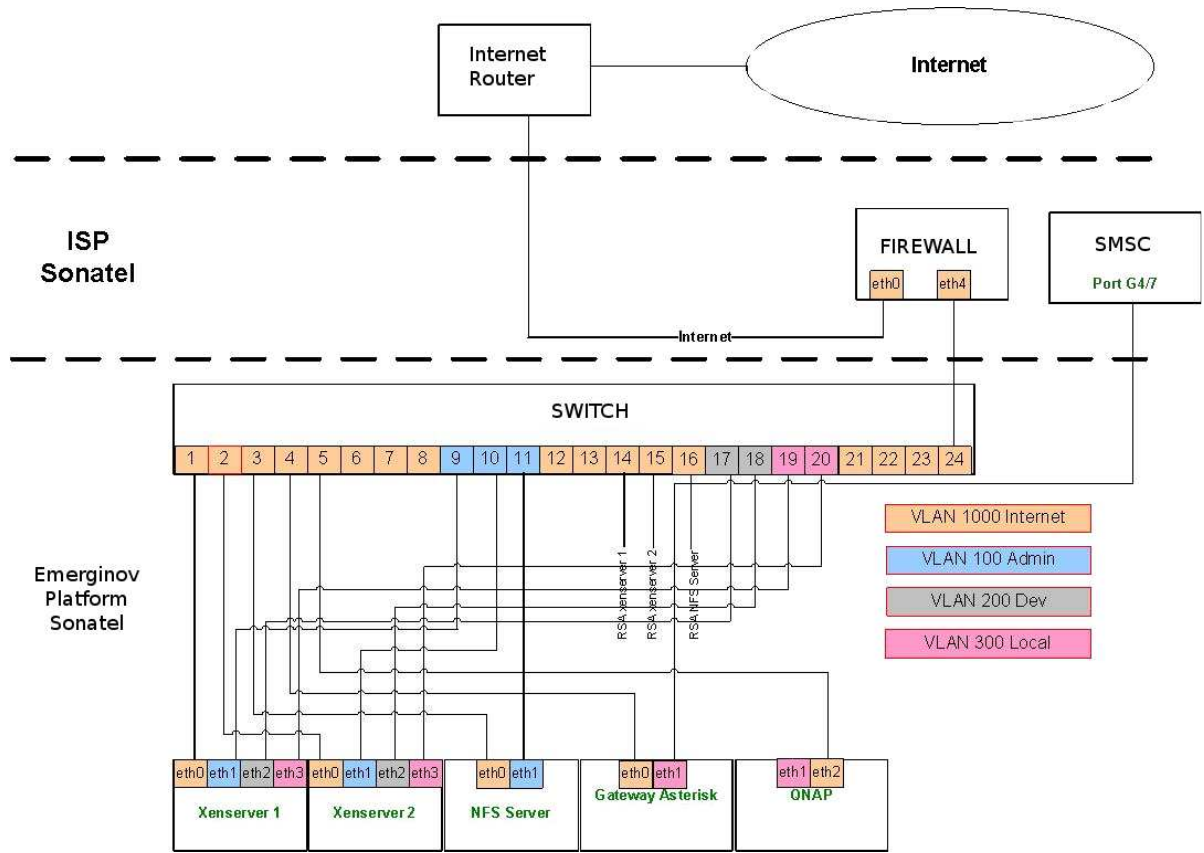 Internet
Router
Internet
ISP
Sonatel
FIREWALL
eth0
eth4
SMSC
Port G4/7
Internet
SWITCH
1 2 3 4 5 6 7 8 9 10 11 12 13 14 15 16 17 18 19 20 21 22 23 24
VLAN 1000 Internet
VLAN 100 Admin
VLAN 200 Dev
VLAN 300 Local
Emerginov
Platform
Sonatel
RSA xenserver 1
RSA xenserver 2
RSA NFS Server
eth0 eth1 eth2 eth3
Xenserver 1
eth0 eth1 eth2 eth3
Xenserver 2
eth0 eth1
NFS Server
eth0 eth1
Gateway Asterisk
eth1 eth2
QNAP